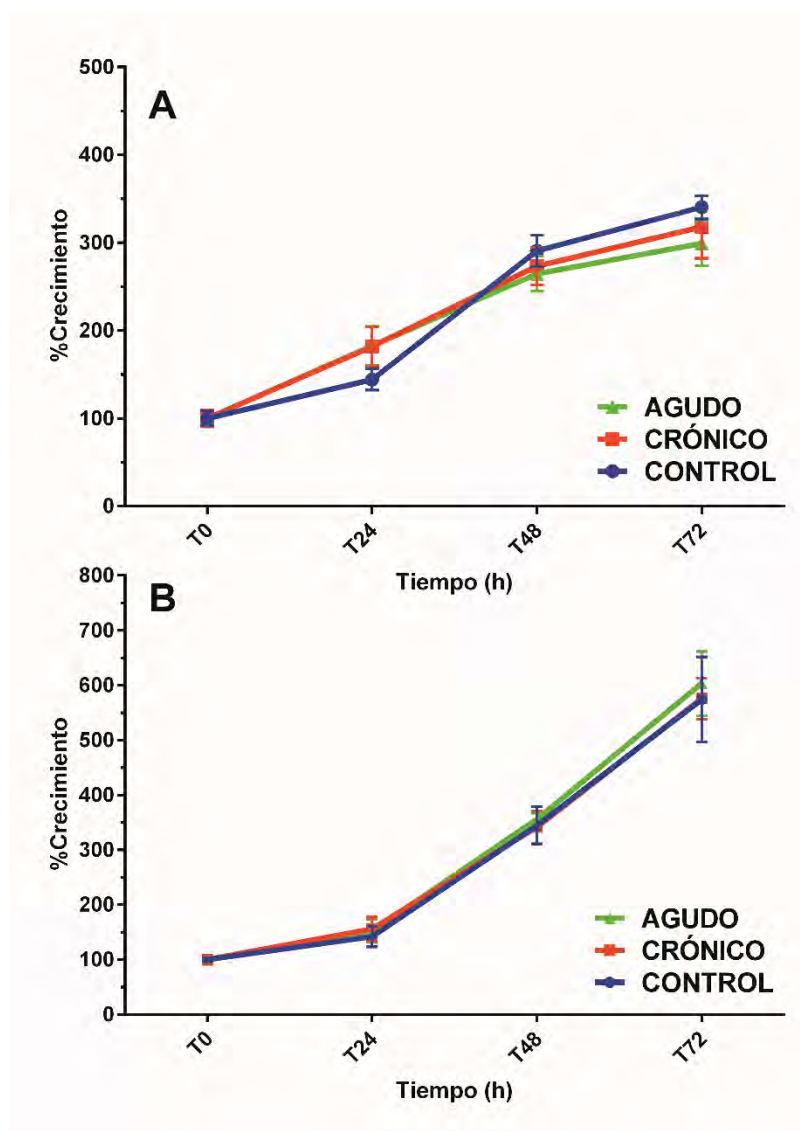 A
500
400
300
200
100
0
%Crecimiento
AGUDO
CRÓNICO
CONTROL
T0
T24
T48
T72
Tiempo (h)
B
800
700
600
500
400
300
200
100
0
%Crecimiento
AGUDO
CRÓNICO
CONTROL
T0
T24
T48
T72
Tiempo (h)